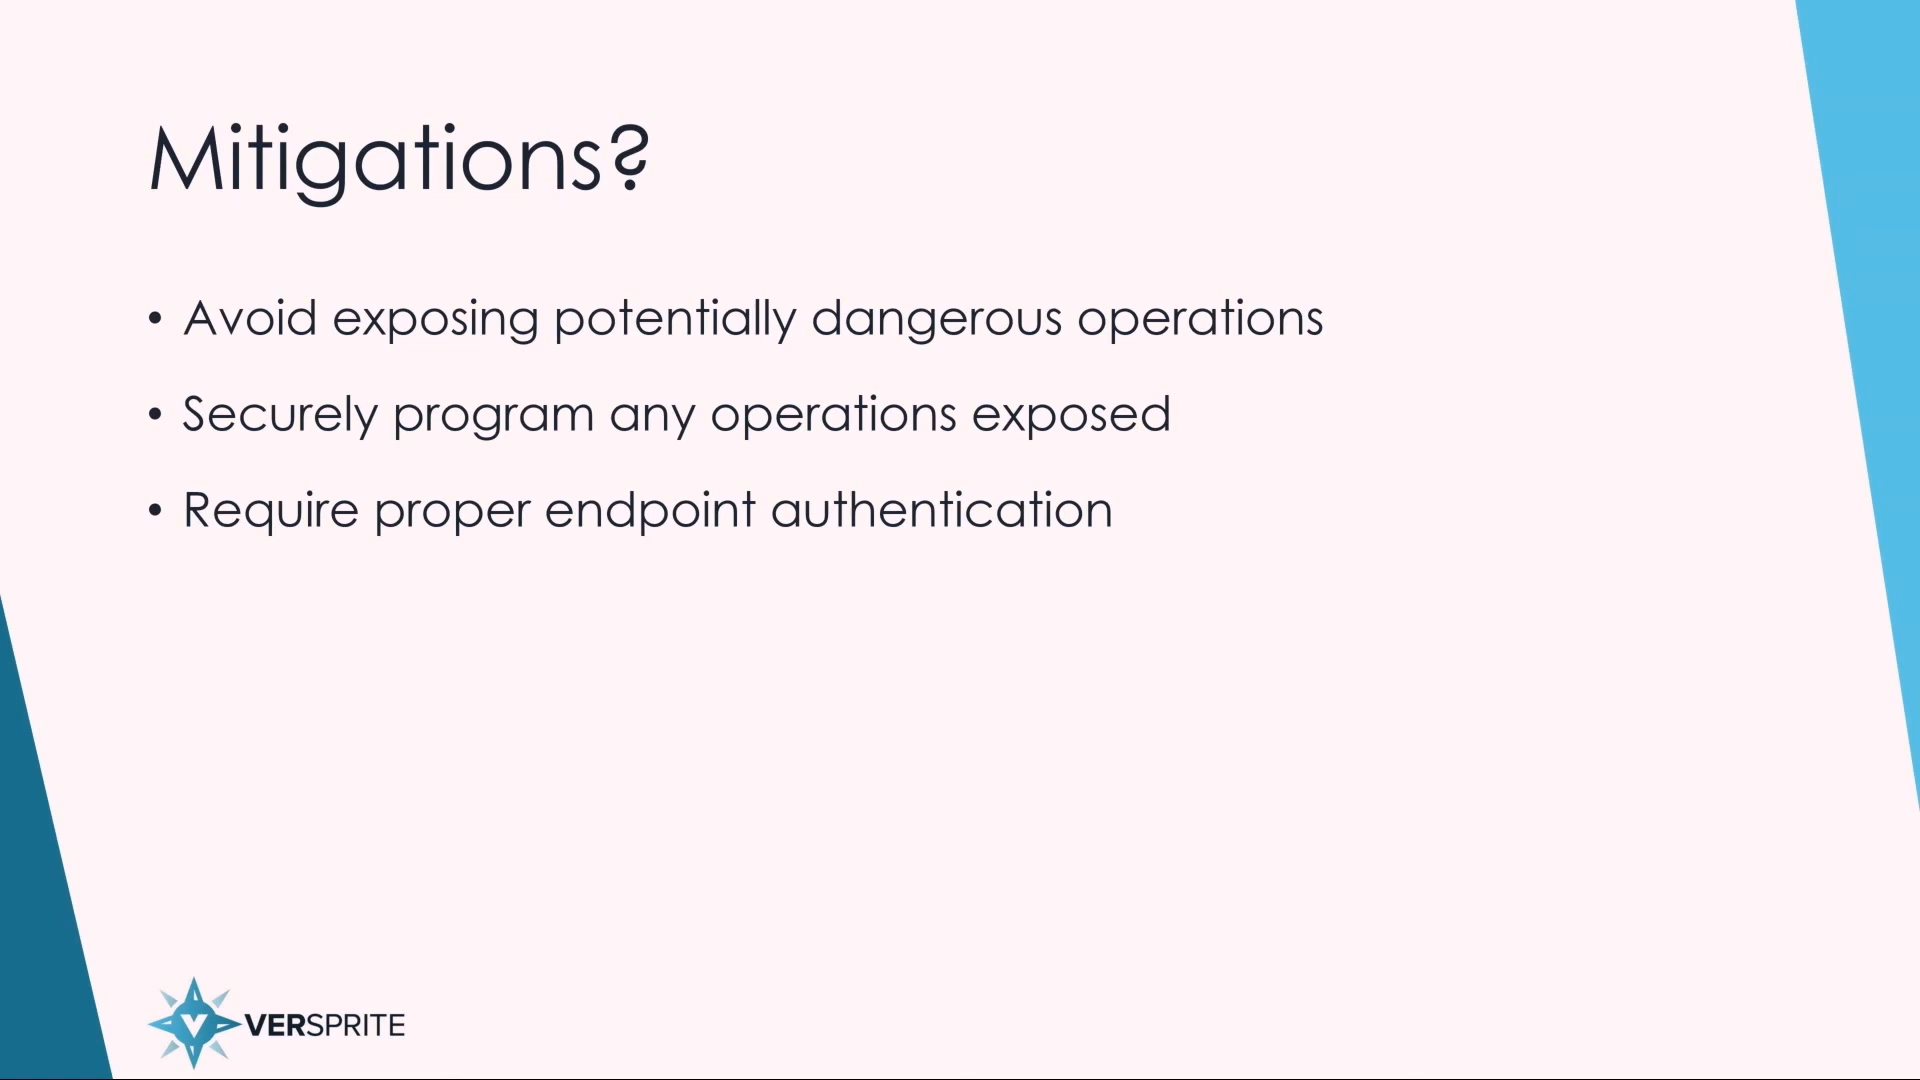 Mitigations?
• Avoid exposing potentially dangerous operations
• Securely program any operations exposed
• Require proper endpoint authentication
VERSPRITE